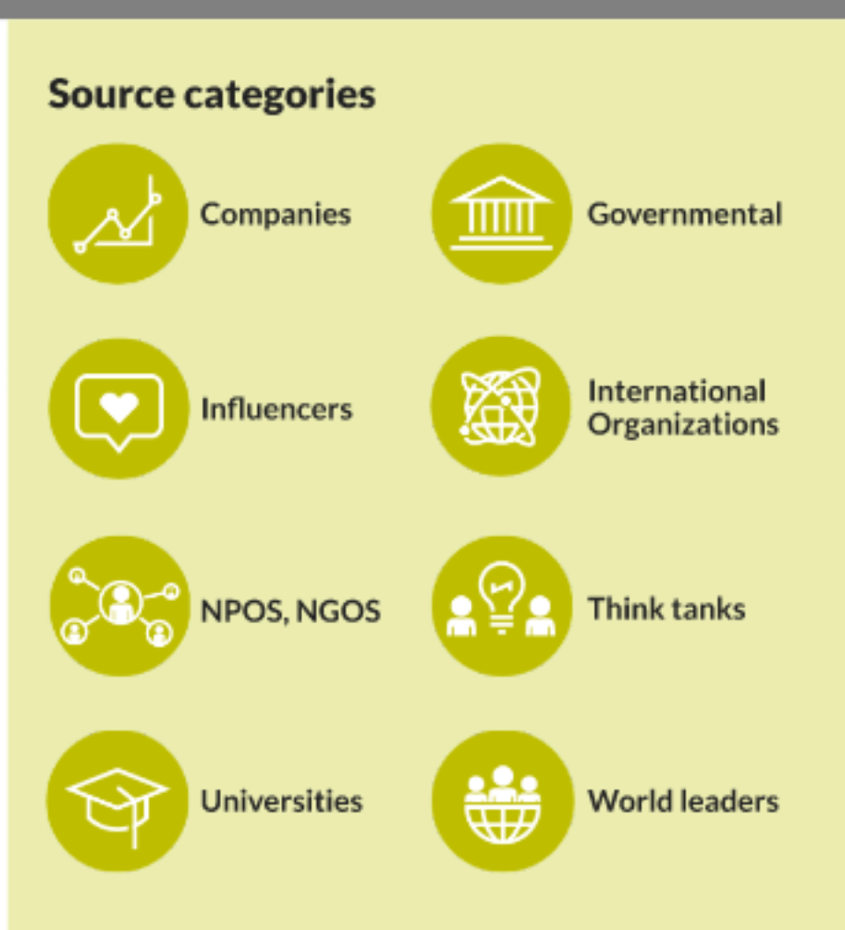 Source categories
Companies
Governmental
Influencers
International
Organizations
NPOS, NGOS
Think tanks
Universities
World leaders